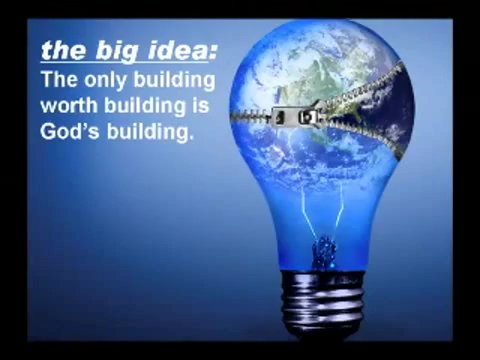 the big idea:
The only building
worth building is
God's building.